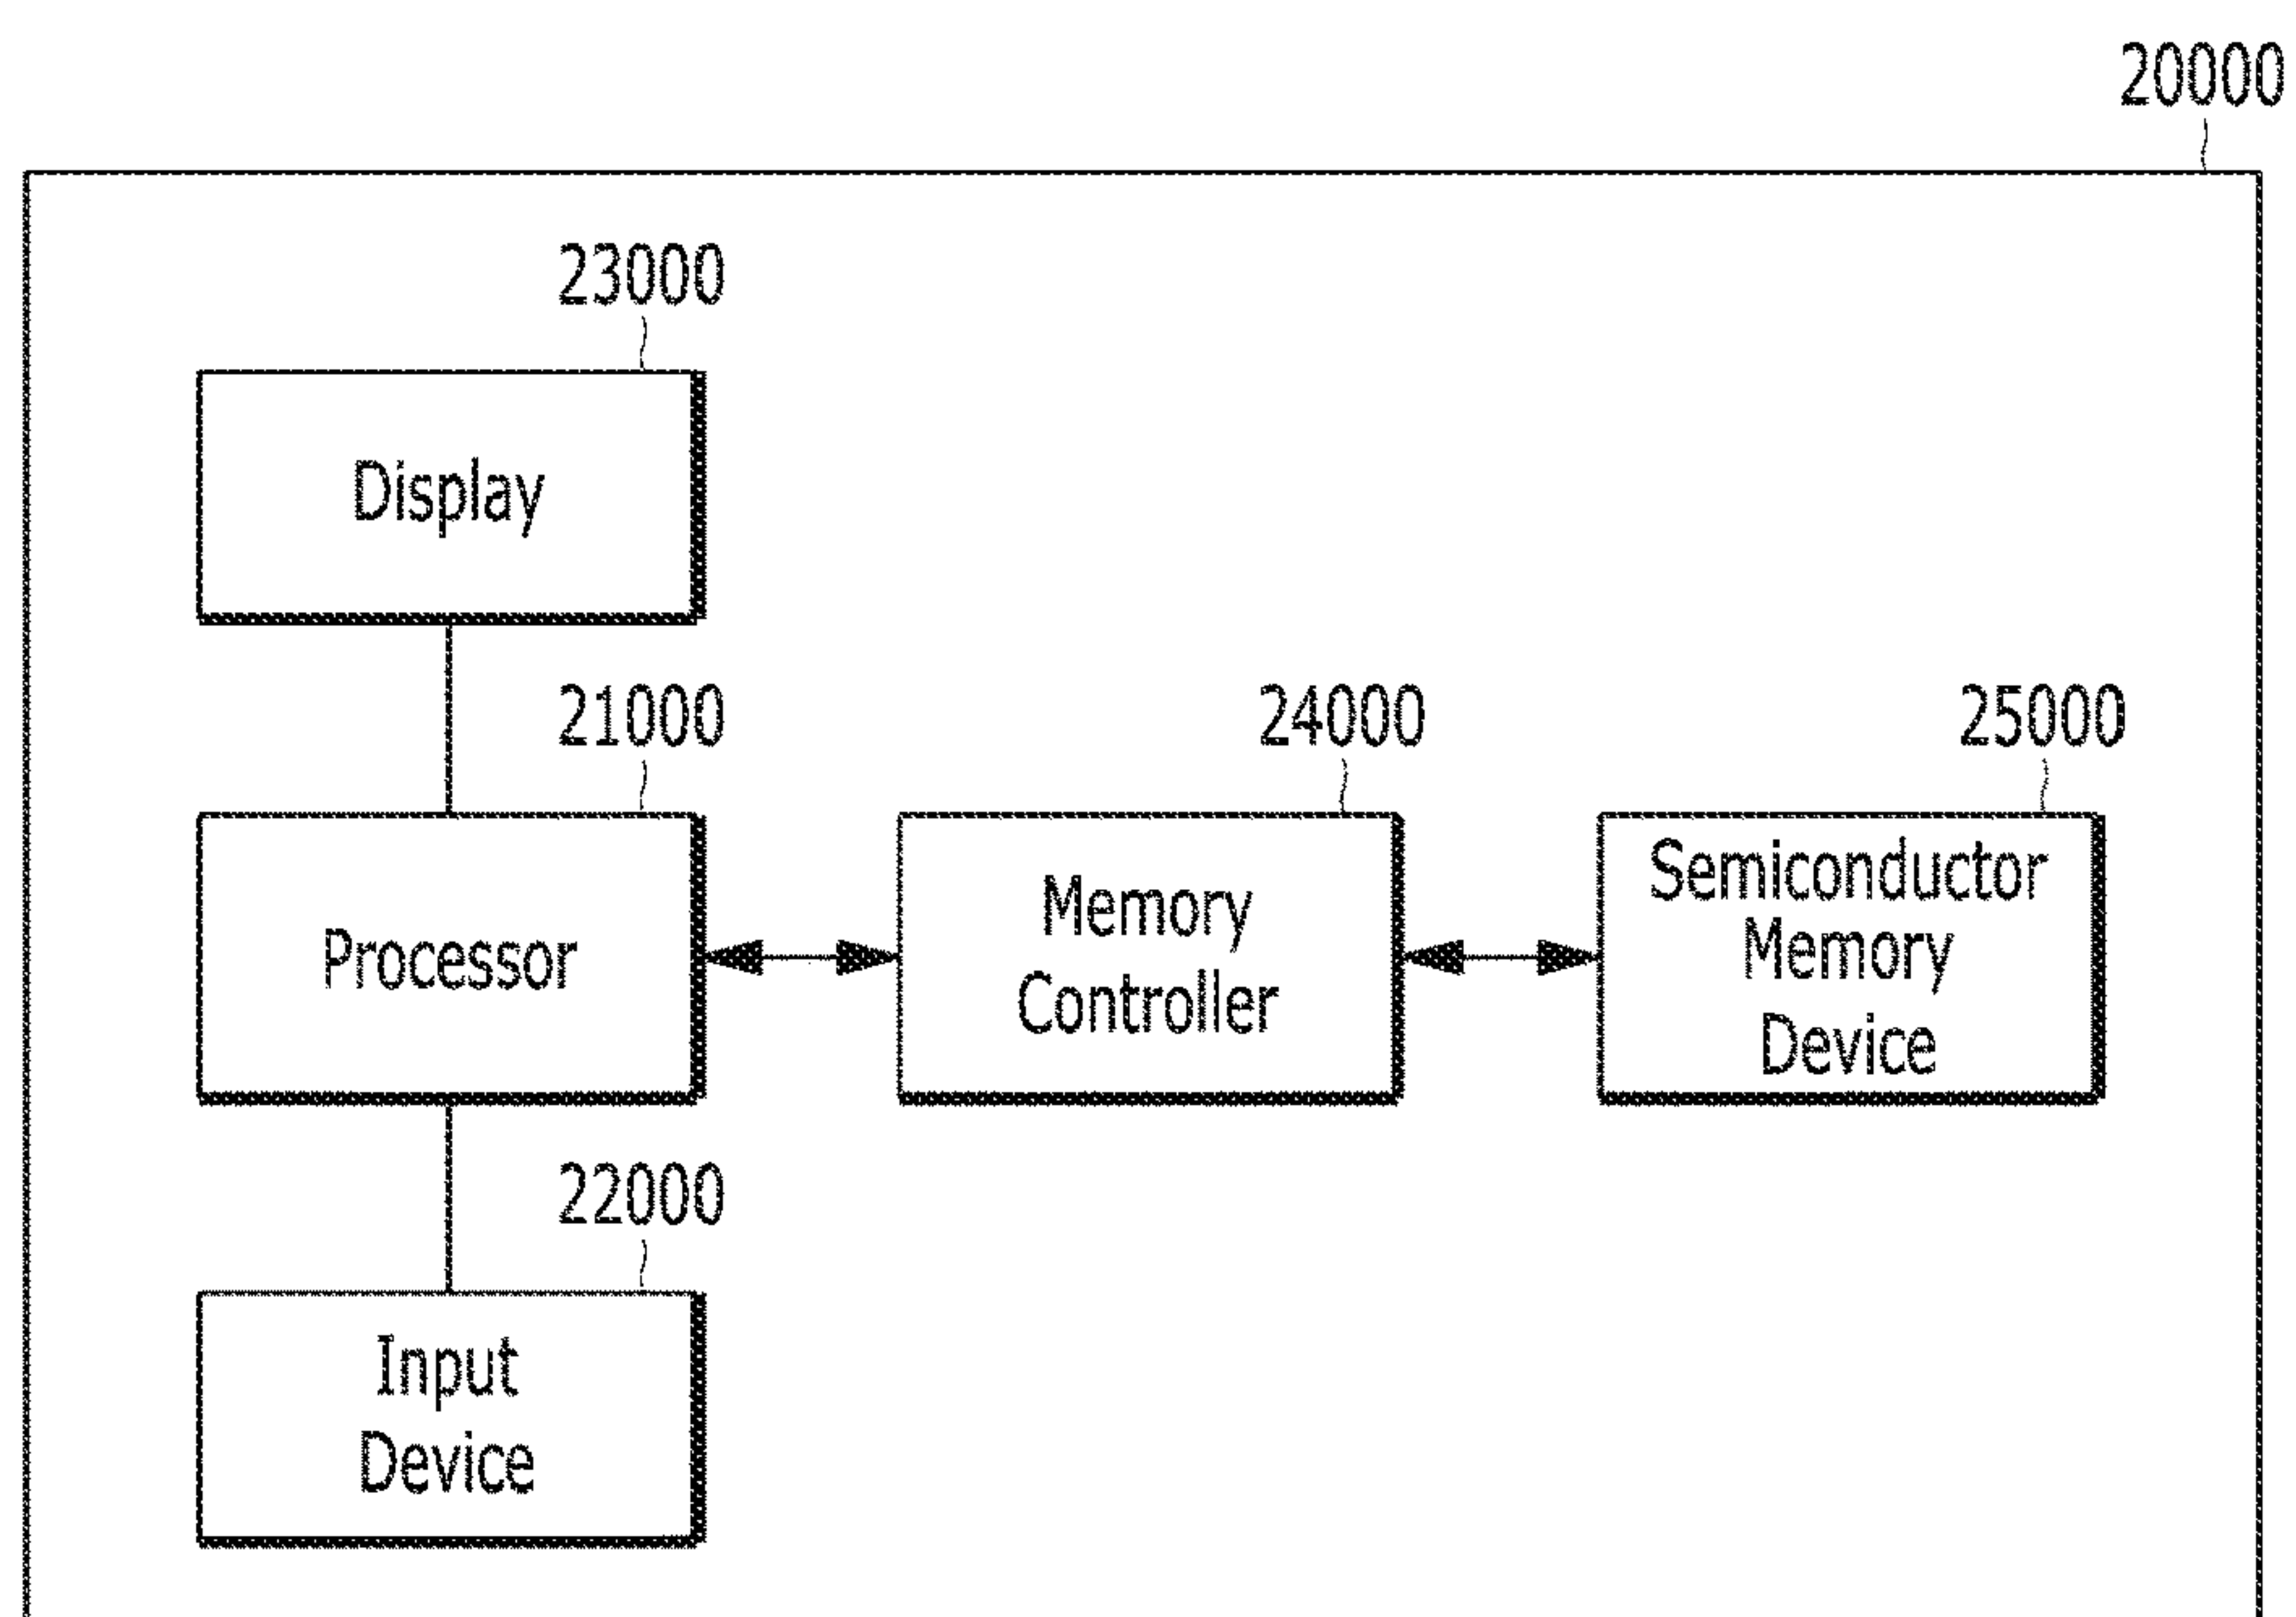 20000
23000
Display
21000
24000
25000
Processor
Memory
Controller
Semiconductor
Memory
Device
22000
Input
Device